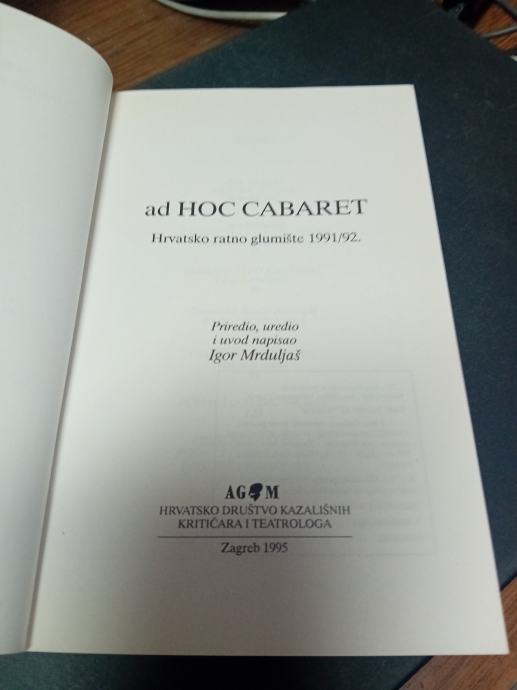 ad HOC CABARET
Hrvatsko ratno glumište 1991/92.
Priredio, uredio
i uvod napisao
Igor Mrduljaš
AGM
HRVATSKO DRUŠTVO KAZALIŠNIH
KRITIČARA I TEATROLOGA
Zagreb 1995